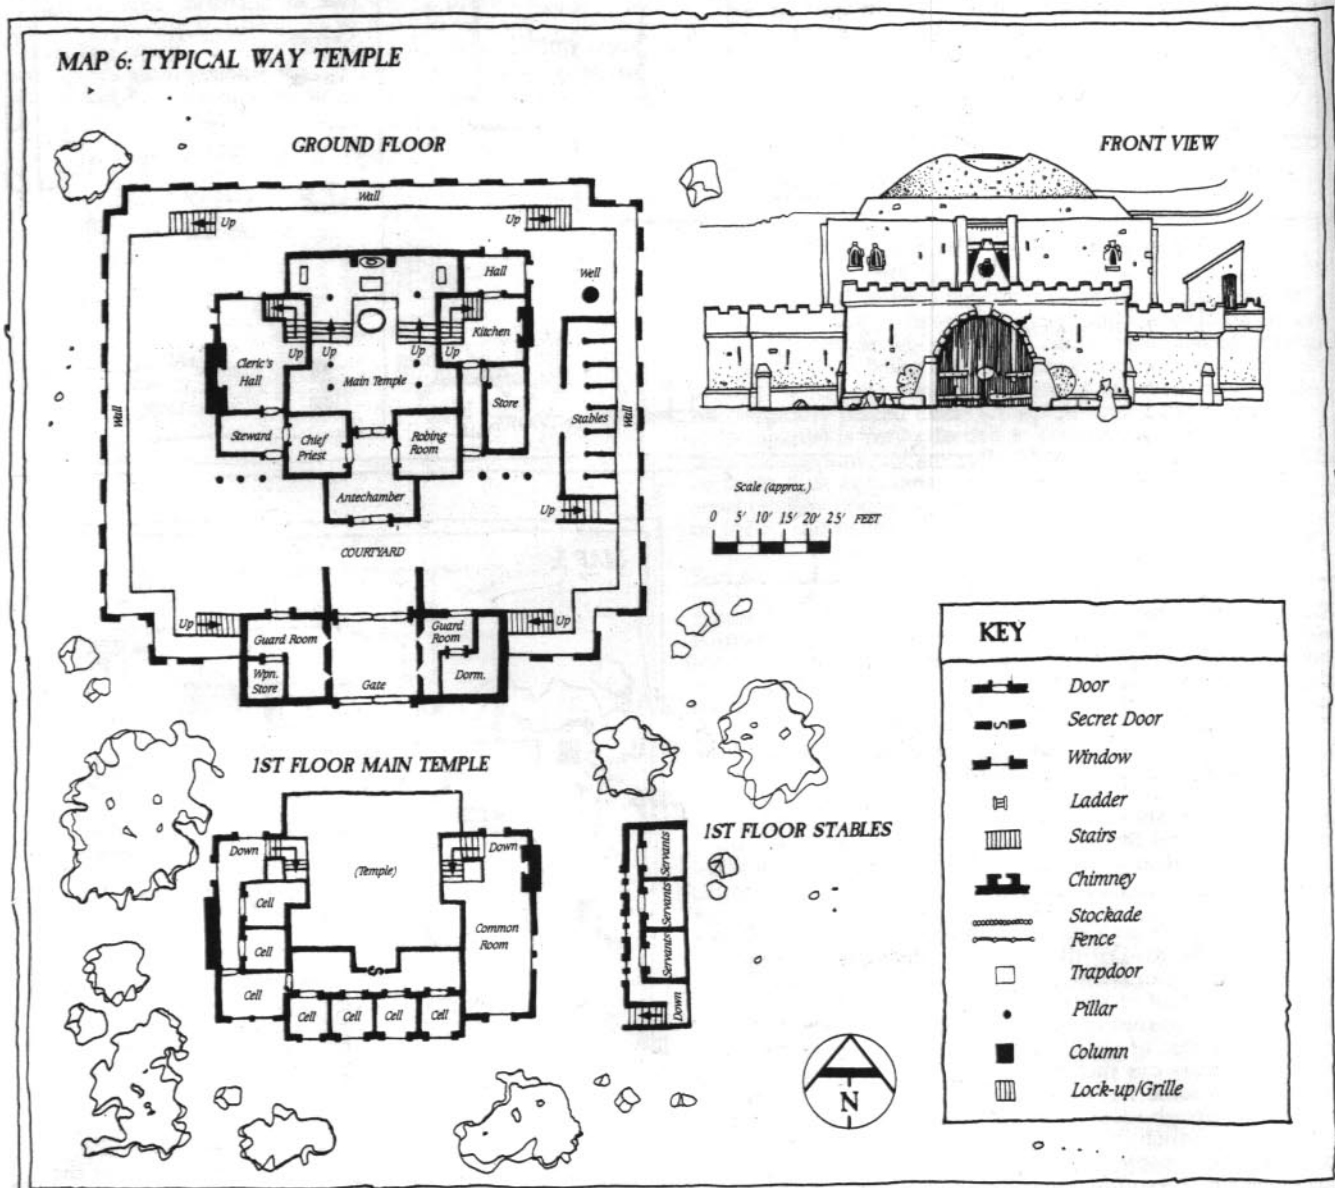 MAP 6: TYPICAL WAY TEMPLE
GROUND FLOOR
FRONT VIEW
Wall
Up
Up
Hall
Well
Kitchen
Up
Up
Up
Up
Cleric's
Hall
Main Temple
Store
Wall
Stables
Wall
Steward
Chief
Priest
Robing
Room
Antechamber
Up
COURTYARD
Scale (approx.)
0 5' 10' 15' 20' 25' FEET
Up
Guard Room
Guard
Room
Up
Wpn.
Store
Gate
Dorm.
KEY
Door
Secret Door
Window
Ladder
Stairs
Chimney
Stockade
Fence
Trapdoor
Pillar
Column
Lock-up/Grille
1ST FLOOR MAIN TEMPLE
Down
Down
(Temple)
Cell
Common
Room
Cell
Cell
S
Cell
Cell
Cell
Cell
1ST FLOOR STABLES
Servants
Servants
Servants
Down
N